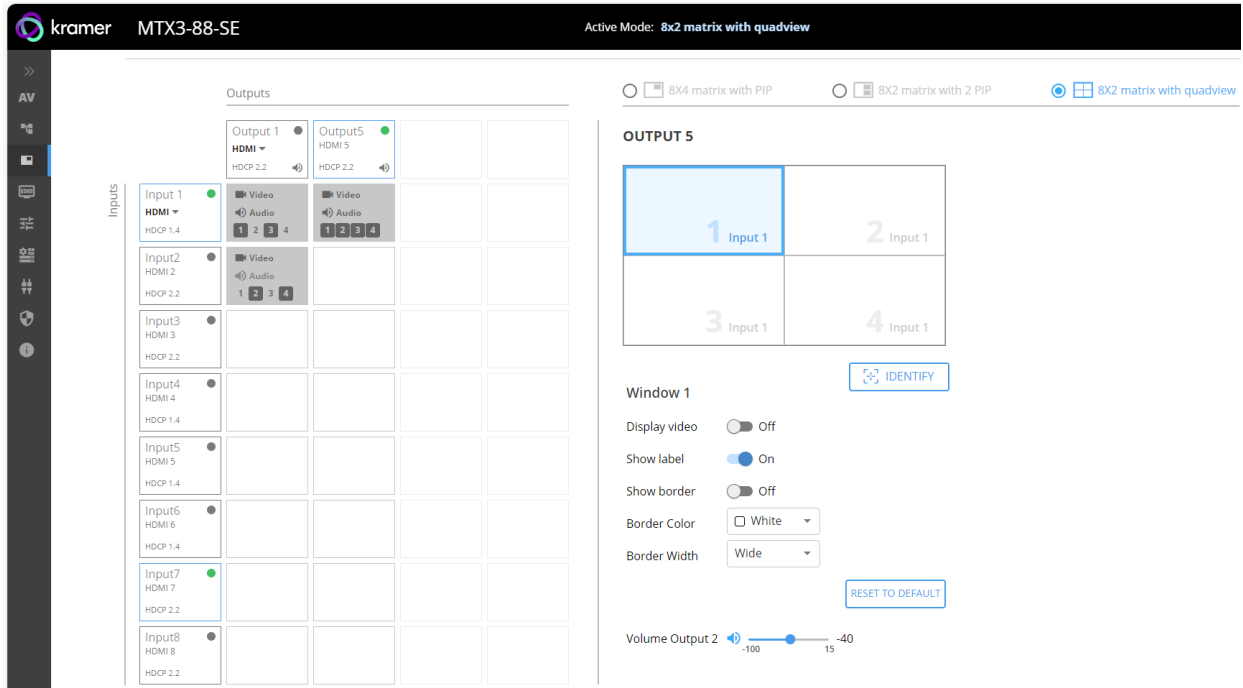 kramer MTX3-88-SE Active Mode: 8x2 matrix with quadview
AV
EDID
Outputs
Inputs
Output 1
HDMI
HDCP 2.2
Output5
HDMI 5
HDCP 2.2
Input 1
HDMI
HDCP 1.4
Video
Audio
1 2 3 4
Video
Audio
1 2 3 4
Input2
HDMI 2
HDCP 2.2
Video
Audio
1 2 3 4
Input3
HDMI 3
HDCP 2.2
Input4
HDMI 4
HDCP 1.4
Input5
HDMI 5
HDCP 1.4
Input6
HDMI 6
HDCP 1.4
Input7
HDMI 7
HDCP 2.2
Input8
HDMI 8
HDCP 2.2
8X4 matrix with PIP 8X2 matrix with 2 PIP 8X2 matrix with quadview
OUTPUT 5
1 Input 1 2 Input 1
3 Input 1 4 Input 1
IDENTIFY
Window 1
Display video Off
Show label On
Show border Off
Border Color White
Border Width Wide
RESET TO DEFAULT
Volume Output 2 -40
-100 15